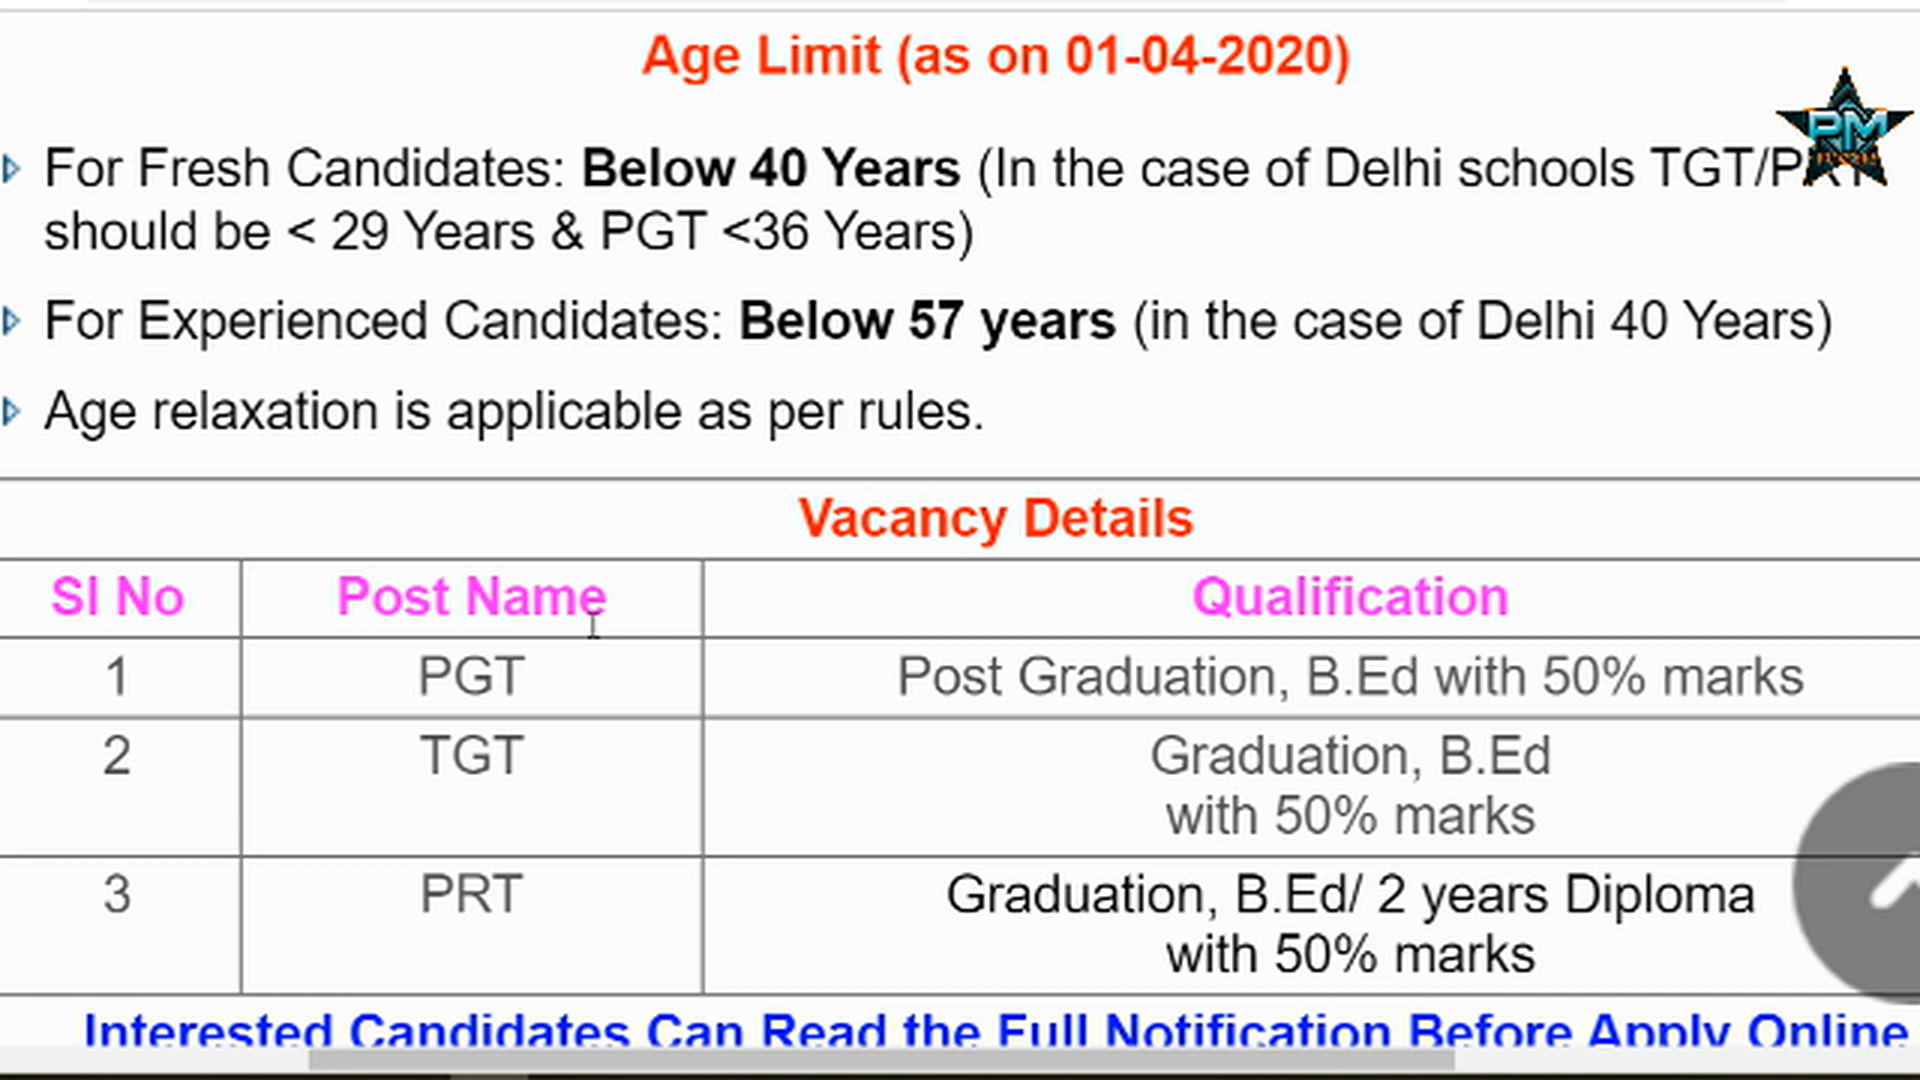 Age Limit (as on 01-04-2020)
For Fresh Candidates: Below 40 Years (In the case of Delhi schools TGT/PRT
should be < 29 Years & PGT <36 Years)
For Experienced Candidates: Below 57 years (in the case of Delhi 40 Years)
Age relaxation is applicable as per rules.
Vacancy Details
Sl No Post Name Qualification
1 PGT Post Graduation, B.Ed with 50% marks
2 TGT Graduation, B.Ed
with 50% marks
3 PRT Graduation, B.Ed/ 2 years Diploma
with 50% marks
Interested Candidates Can Read the Full Notification Before Apply Online
PM